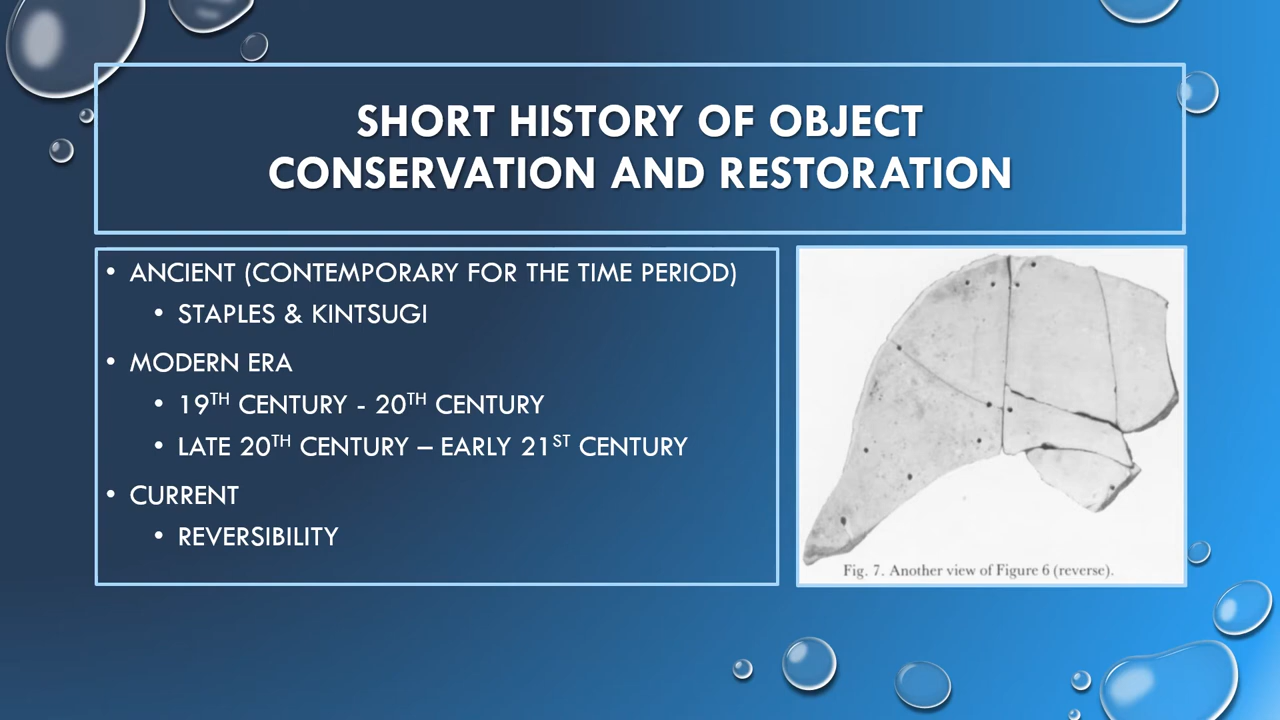 SHORT HISTORY OF OBJECT
CONSERVATION AND RESTORATION
• ANCIENT (CONTEMPORARY FOR THE TIME PERIOD)
• STAPLES & KINTSUGI
• MODERN ERA
• 19TH CENTURY - 20TH CENTURY
• LATE 20TH CENTURY – EARLY 21ST CENTURY
• CURRENT
• REVERSIBILITY
Fig. 7. Another view of Figure 6 (reverse).